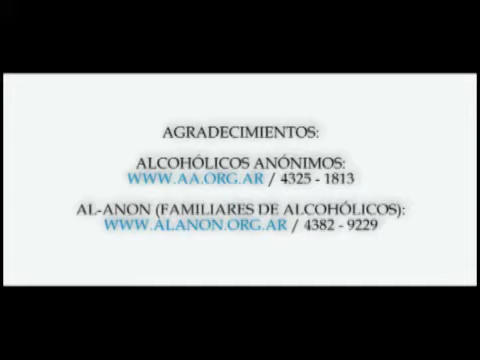 AGRADECIMIENTOS:
ALCOHÓLICOS ANÓNIMOS:
WWW.AA.ORG.AR / 4325 - 1813
AL-ANON (FAMILIARES DE ALCOHÓLICOS):
WWW.ALANON.ORG.AR / 4382 - 9229